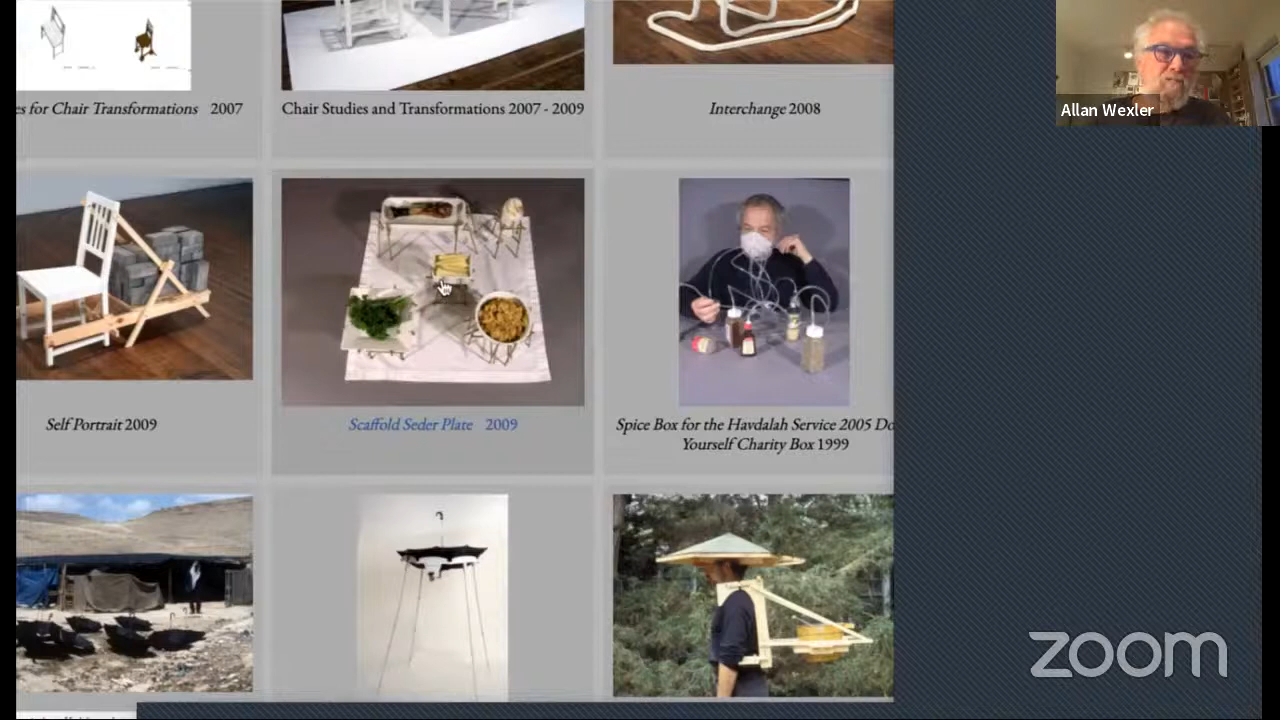 Allan Wexler
es for Chair Transformations 2007
Chair Studies and Transformations 2007 - 2009
Interchange 2008
Self Portrait 2009
Scaffold Seder Plate 2009
Spice Box for the Havdalah Service 2005 Do
Yourself Charity Box 1999
zoom